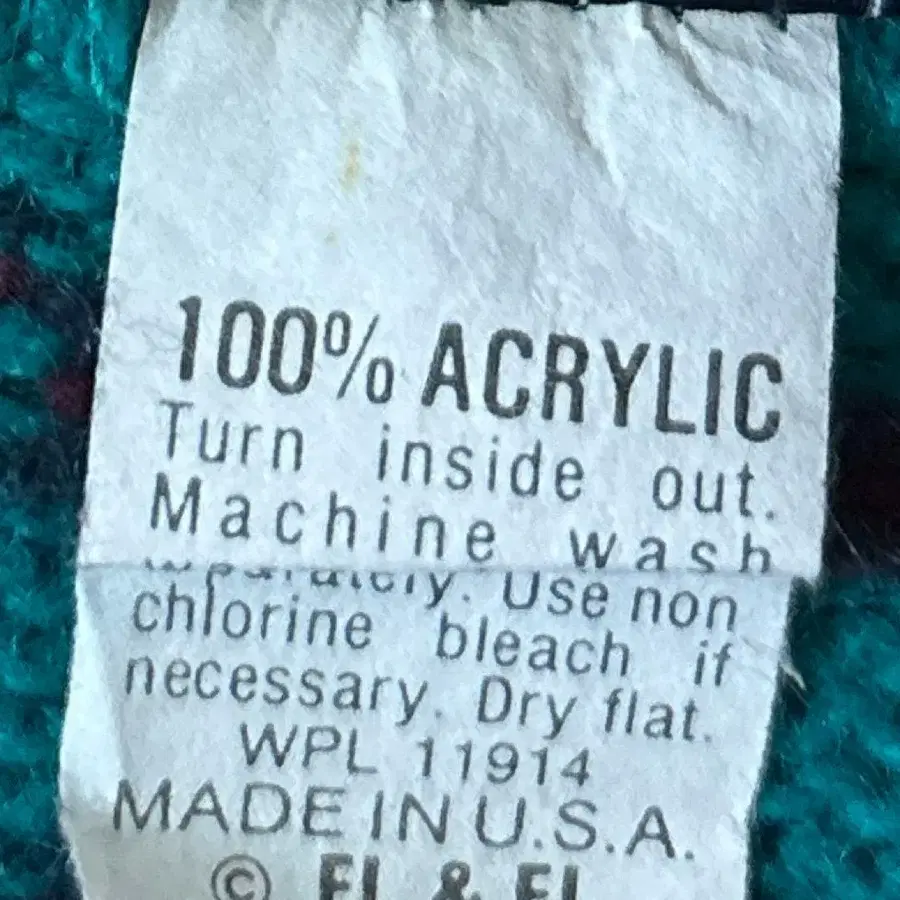 100% ACRYLIC
Turn inside out.
Machine wash
Use non
chlorine bleach if
necessary. Dry flat.
WPL 11914
MADE IN U.S.A.
©